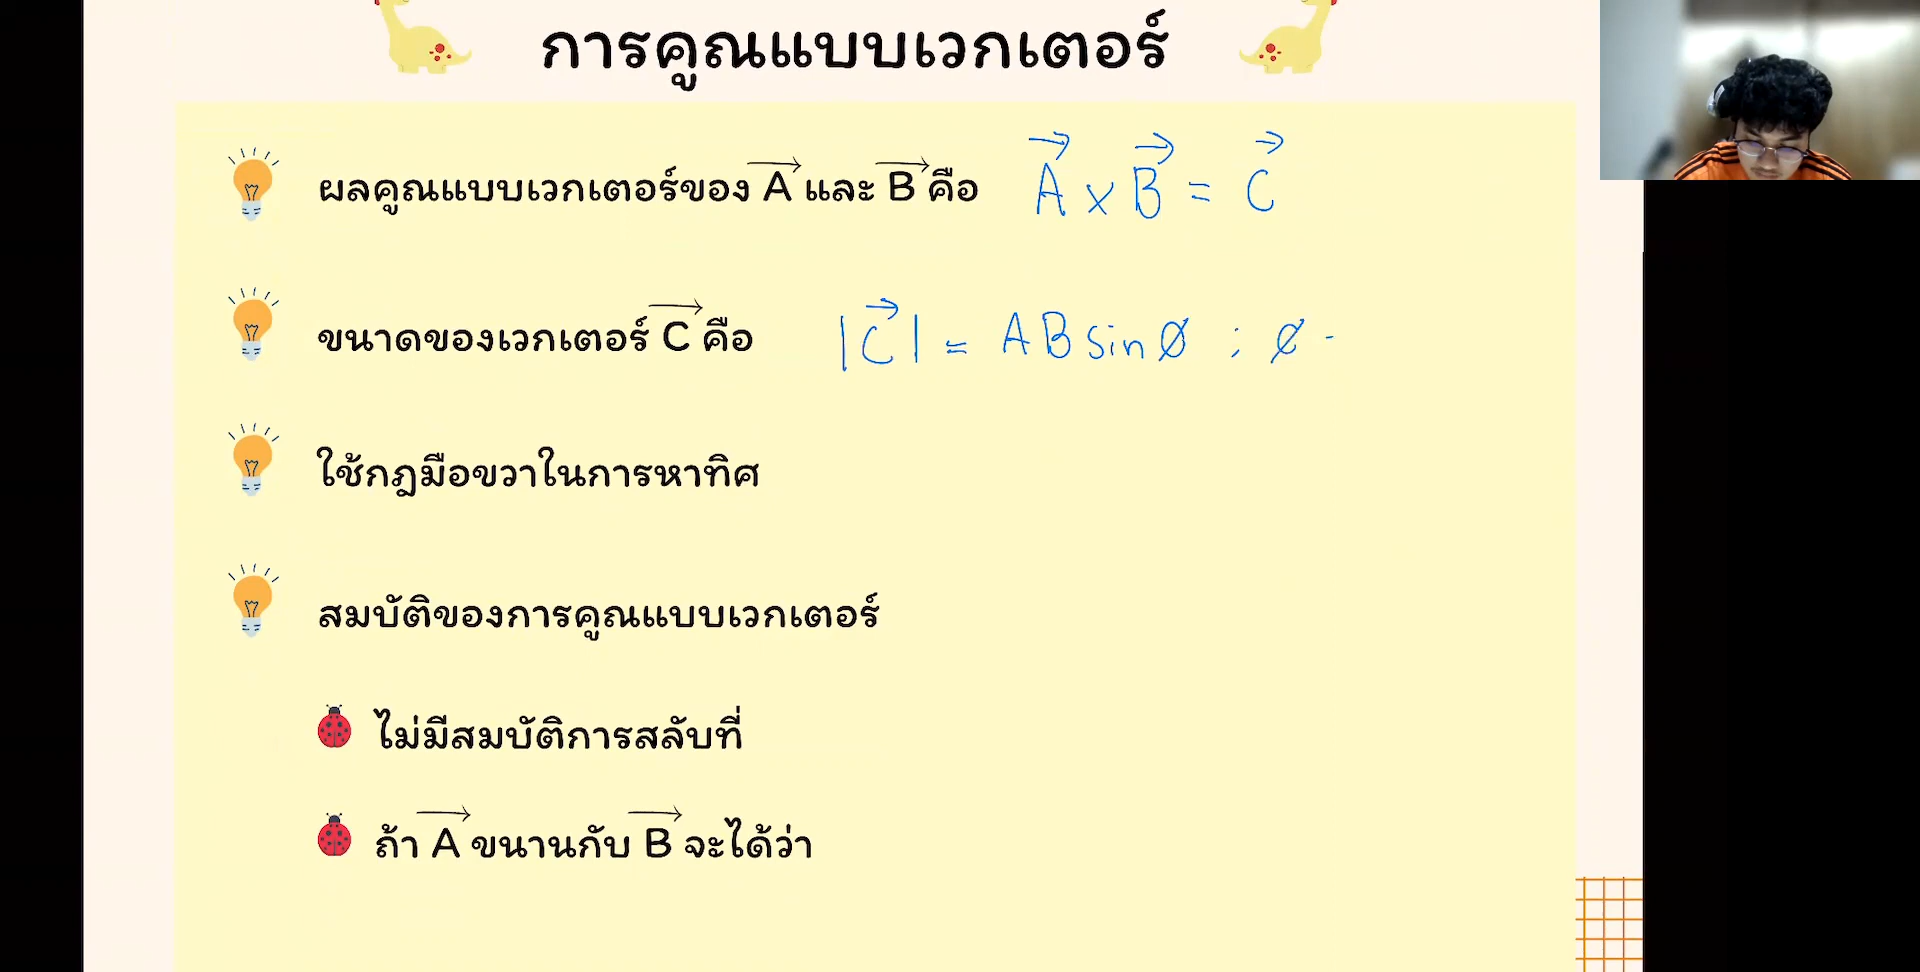 การคูณแบบเวกเตอร์
ผลคูณแบบเวกเตอร์ของ A และ B คือ A × B = C
ขนาดของเวกเตอร์ C คือ |C| = A B sin ø ; ø -
ใช้กฎมือขวาในการหาทิศ
สมบัติของการคูณแบบเวกเตอร์
ไม่มีสมบัติการสลับที่
ถ้า A ขนานกับ B จะได้ว่า